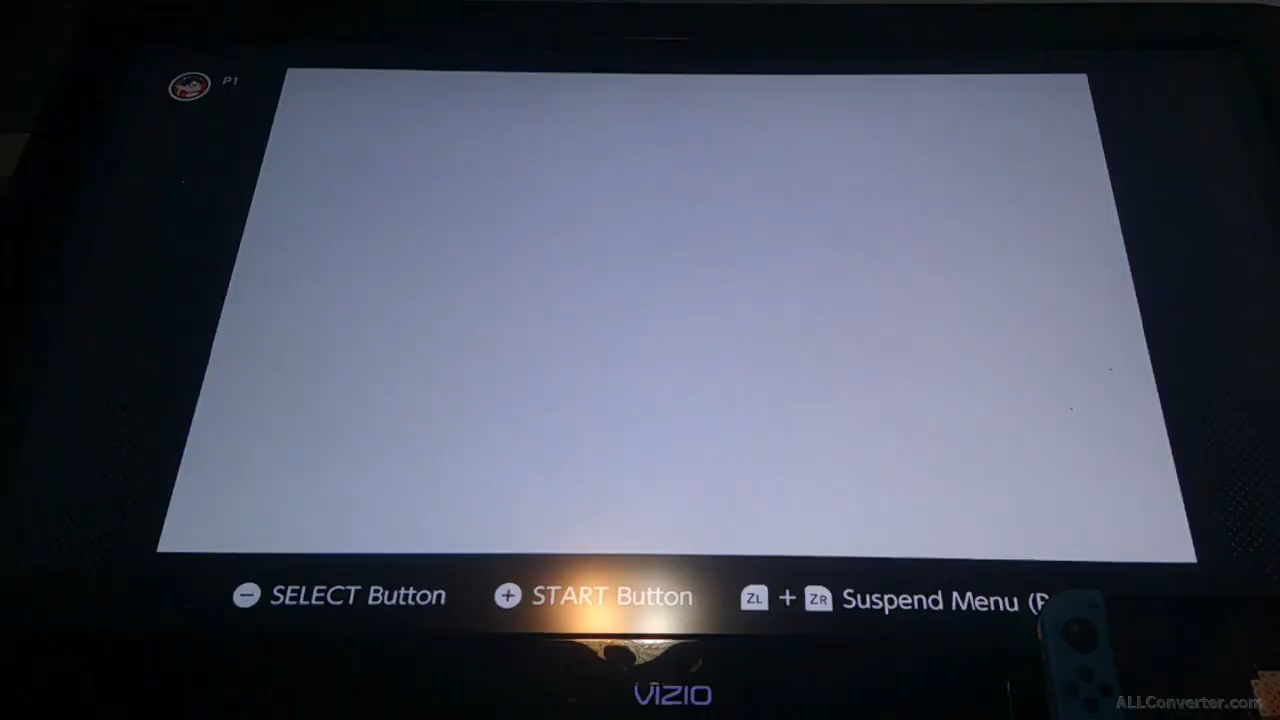 P1
SELECT Button
START Button
ZL + ZR Suspend Menu (
VIZIO
ALLConverter.com